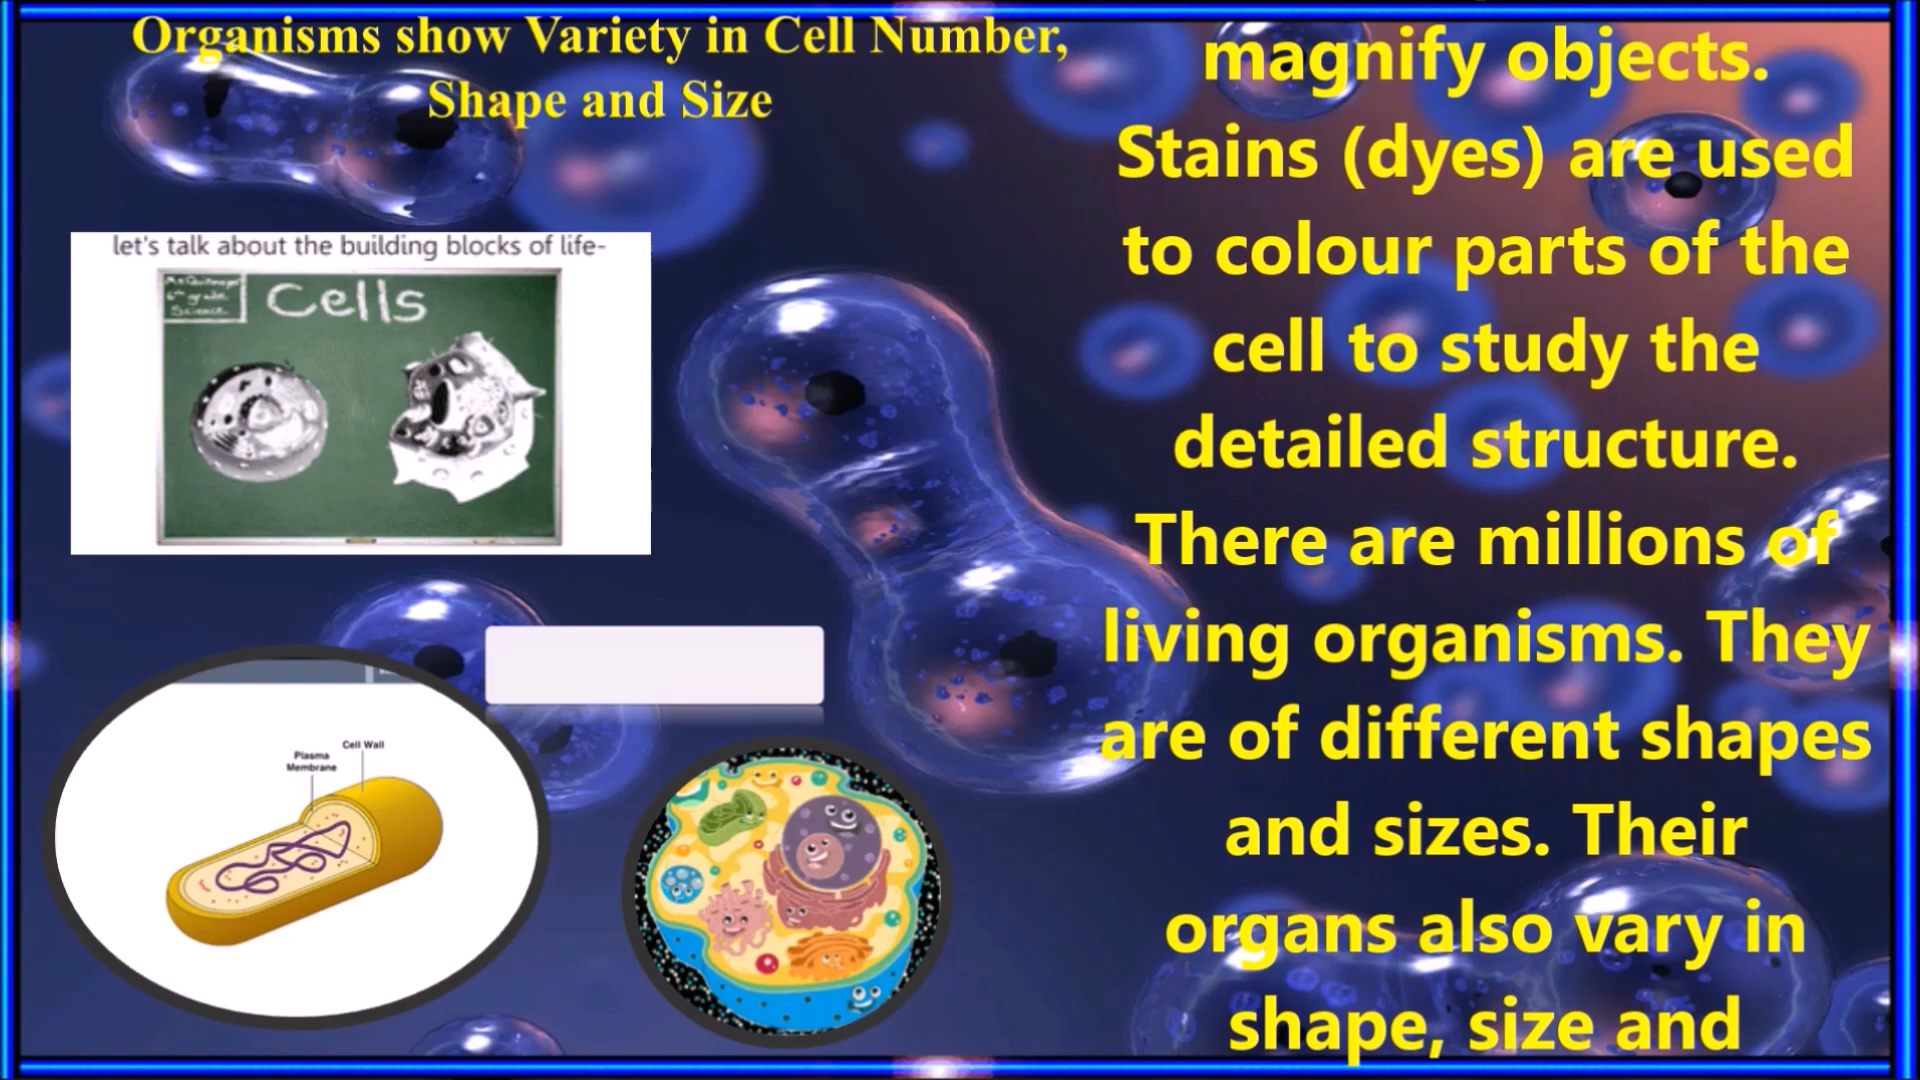 Organisms show Variety in Cell Number,
Shape and Size
let's talk about the building blocks of life-
6th grade
Science
Cells
Plasma
Membrane
Cell Wall
magnify objects.
Stains (dyes) are used
to colour parts of the
cell to study the
detailed structure.
There are millions of
living organisms. They
are of different shapes
and sizes. Their
organs also vary in
shape, size and